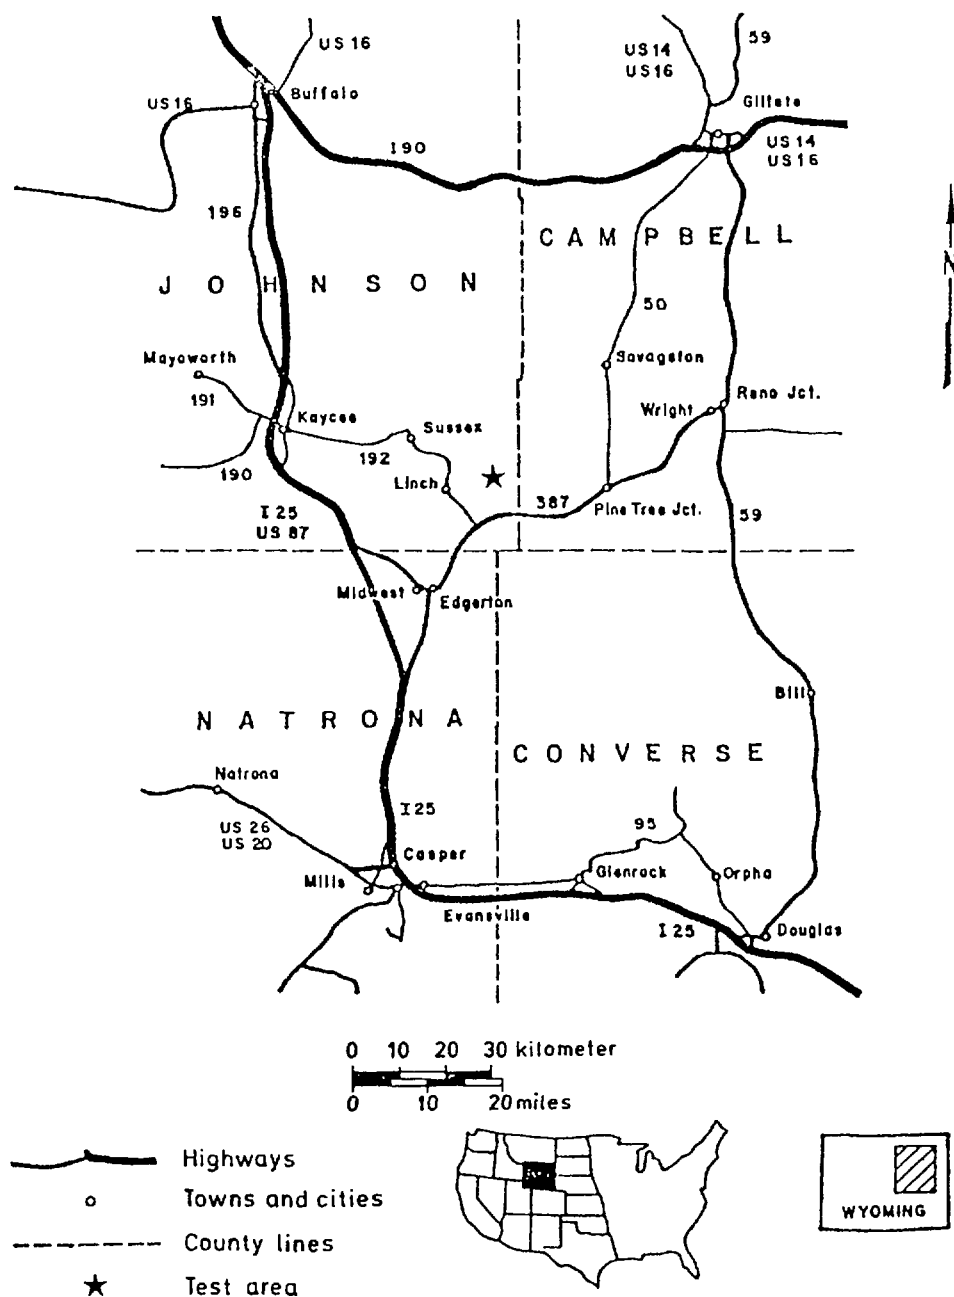 US 16
US 14
US 16
59
US 16
Buffalo
Gillete
I 90
US 14
US 16
196
CAMPBELL
N
JOHNSON
50
Mayoworth
Savageton
191
Reno Jct.
Wright
Kaycee
Sussex
192
190
Linch
387
Pine Tree Jct.
59
I 25
US 87
Midwest
Edgerton
Bill
NATRONA
CONVERSE
Natrona
US 26
US 20
I 25
95
Casper
Mills
Glenrock
Orpha
Evansville
I 25
Douglas
0 10 20 30 kilometer
0 10 20 miles
Highways
Towns and cities
County lines
Test area
WYOMING